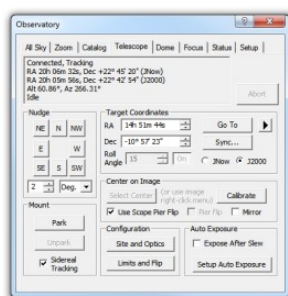 Observatory
All Sky Zoom Catalog Telescope Dome Focus Status Setup
Connected, Tracking
RA 20h 06m 32s, Dec +22° 45' 20" (JNow)
RA 20h 05m 56s, Dec +22° 42' 54" (J2000)
Alt 60.86°, Az 266.31°
Idle
Abort
Nudge
NE N NW
E W
SE S SW
2 Deg.
Target Coordinates
RA 14h 51m 44s Go To
Dec -10° 57' 23" Sync...
Roll Angle 15 On JNow J2000
Center on Image
Select Center (or use image right-click menu) Calibrate
Use Scope Pier Flip Pier Flip Mirror
Mount
Park
Unpark
Sidereal Tracking
Configuration
Site and Optics
Limits and Flip
Auto Exposure
Expose After Slew
Setup Auto Exposure